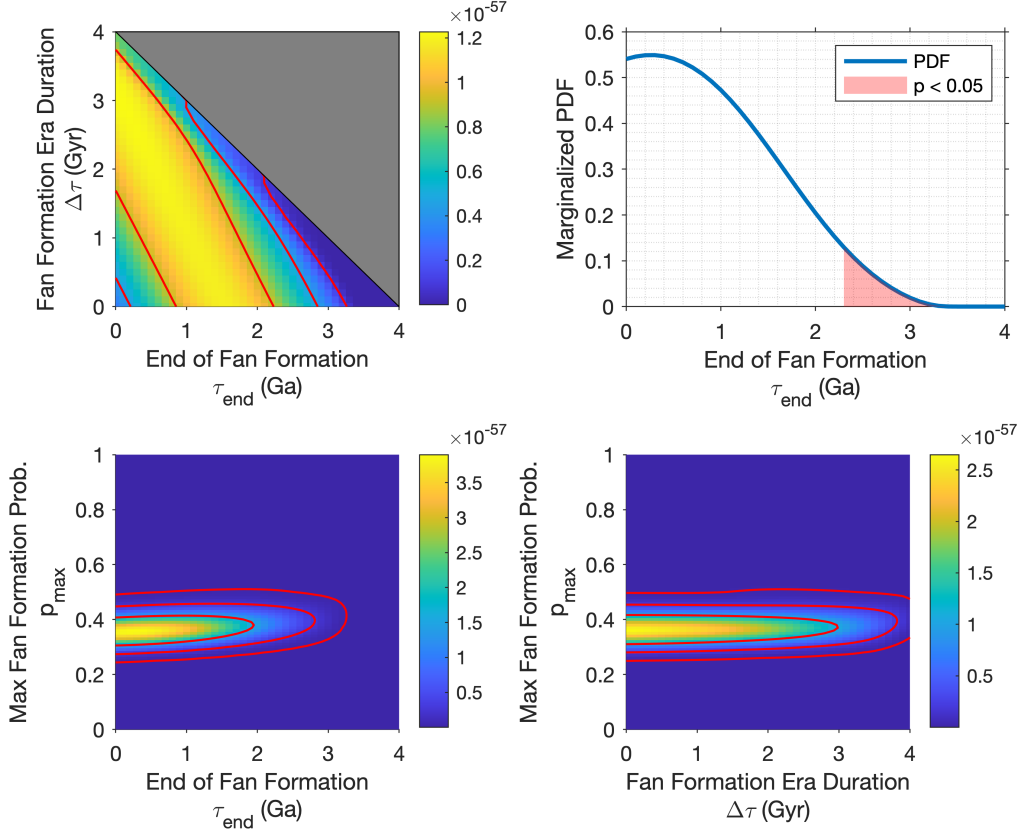 ×10^-57
4
3
2
1
0
Fan Formation Era Duration
Δτ (Gyr)
1.2
1
0.8
0.6
0.4
0.2
0
0 1 2 3 4
End of Fan Formation
τ_end (Ga)
0.6
0.5
0.4
0.3
0.2
0.1
0
Marginalized PDF
PDF
p < 0.05
0 1 2 3 4
End of Fan Formation
τ_end (Ga)
×10^-57
1
0.8
0.6
0.4
0.2
0
Max Fan Formation Prob.
p_max
3.5
3
2.5
2
1.5
1
0.5
0 1 2 3 4
End of Fan Formation
τ_end (Ga)
×10^-57
1
0.8
0.6
0.4
0.2
0
Max Fan Formation Prob.
p_max
2.5
2
1.5
1
0.5
0 1 2 3 4
Fan Formation Era Duration
Δτ (Gyr)